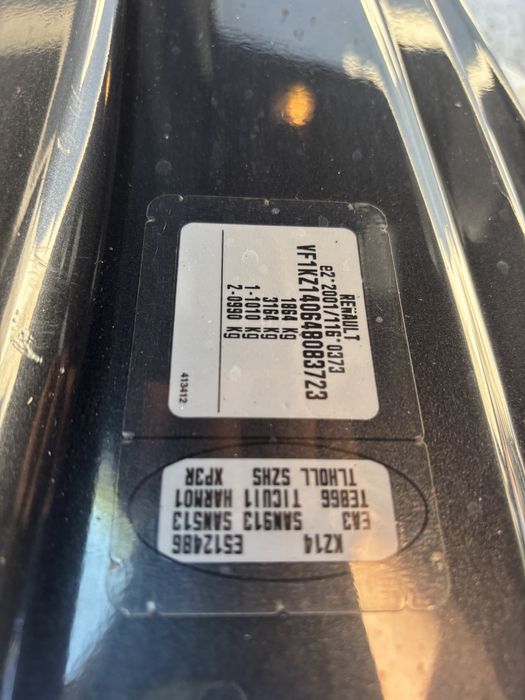 RENAULT
e2*2001/116*0373
VF1KZ140648083723
1864 Kg
3164 Kg
1-1010 Kg
2-0990 Kg
413412
KZ14 E512486
EA3 SAN913 SAN513
TEB66 TICU11 HARM01
TLHOLL SZHS
XP3R